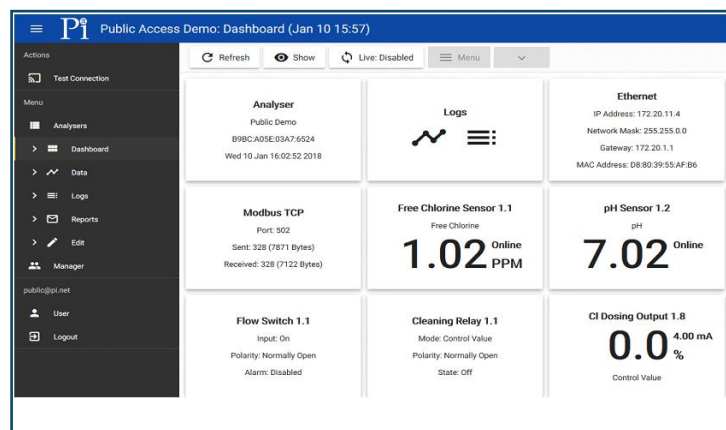 Pi Public Access Demo: Dashboard (Jan 10 15:57)
Actions
Test Connection
Menu
Analysers
Dashboard
Data
Logs
Reports
Edit
Manager
public@pi.net
User
Logout
Refresh Show Live: Disabled Menu
Analyser
Public Demo
B9BC:A05E:03A7:6524
Wed 10 Jan 16:02:52 2018
Logs
Ethernet
IP Address: 172.20.11.4
Network Mask: 255.255.0.0
Gateway: 172.20.1.1
MAC Address: D8:80:39:55:AF:B6
Modbus TCP
Port: 502
Sent: 328 (7871 Bytes)
Received: 328 (7122 Bytes)
Free Chlorine Sensor 1.1
Free Chlorine
1.02 Online
PPM
pH Sensor 1.2
pH
7.02 Online
Flow Switch 1.1
Input: On
Polarity: Normally Open
Alarm: Disabled
Cleaning Relay 1.1
Mode: Control Value
Polarity: Normally Open
State: Off
Cl Dosing Output 1.8
0.0 4.00 mA
%
Control Value